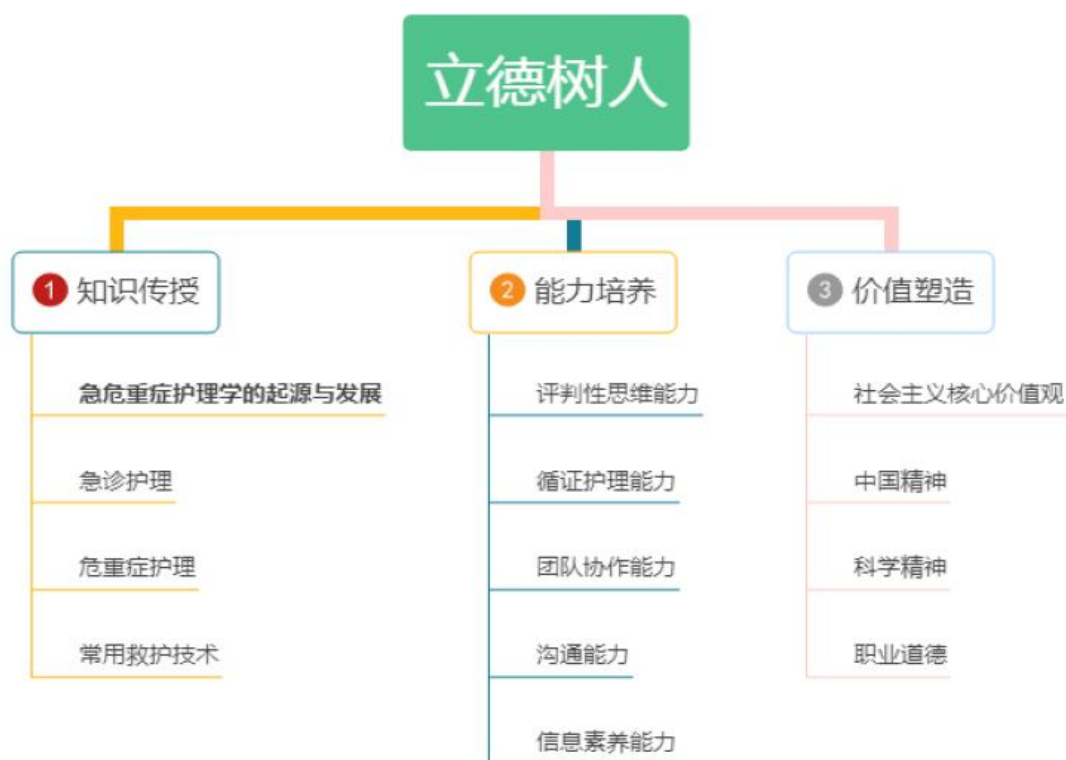 立德树人
1 知识传授
急危重症护理学的起源与发展
急诊护理
危重症护理
常用救护技术
2 能力培养
评判性思维能力
循证护理能力
团队协作能力
沟通能力
信息素养能力
3 价值塑造
社会主义核心价值观
中国精神
科学精神
职业道德